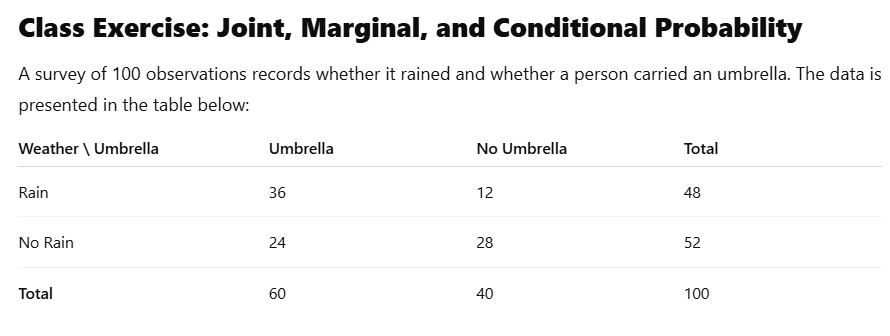 Class Exercise: Joint, Marginal, and Conditional Probability
A survey of 100 observations records whether it rained and whether a person carried an umbrella. The data is
presented in the table below:
Weather \ Umbrella Umbrella No Umbrella Total
Rain 36 12 48
No Rain 24 28 52
Total 60 40 100